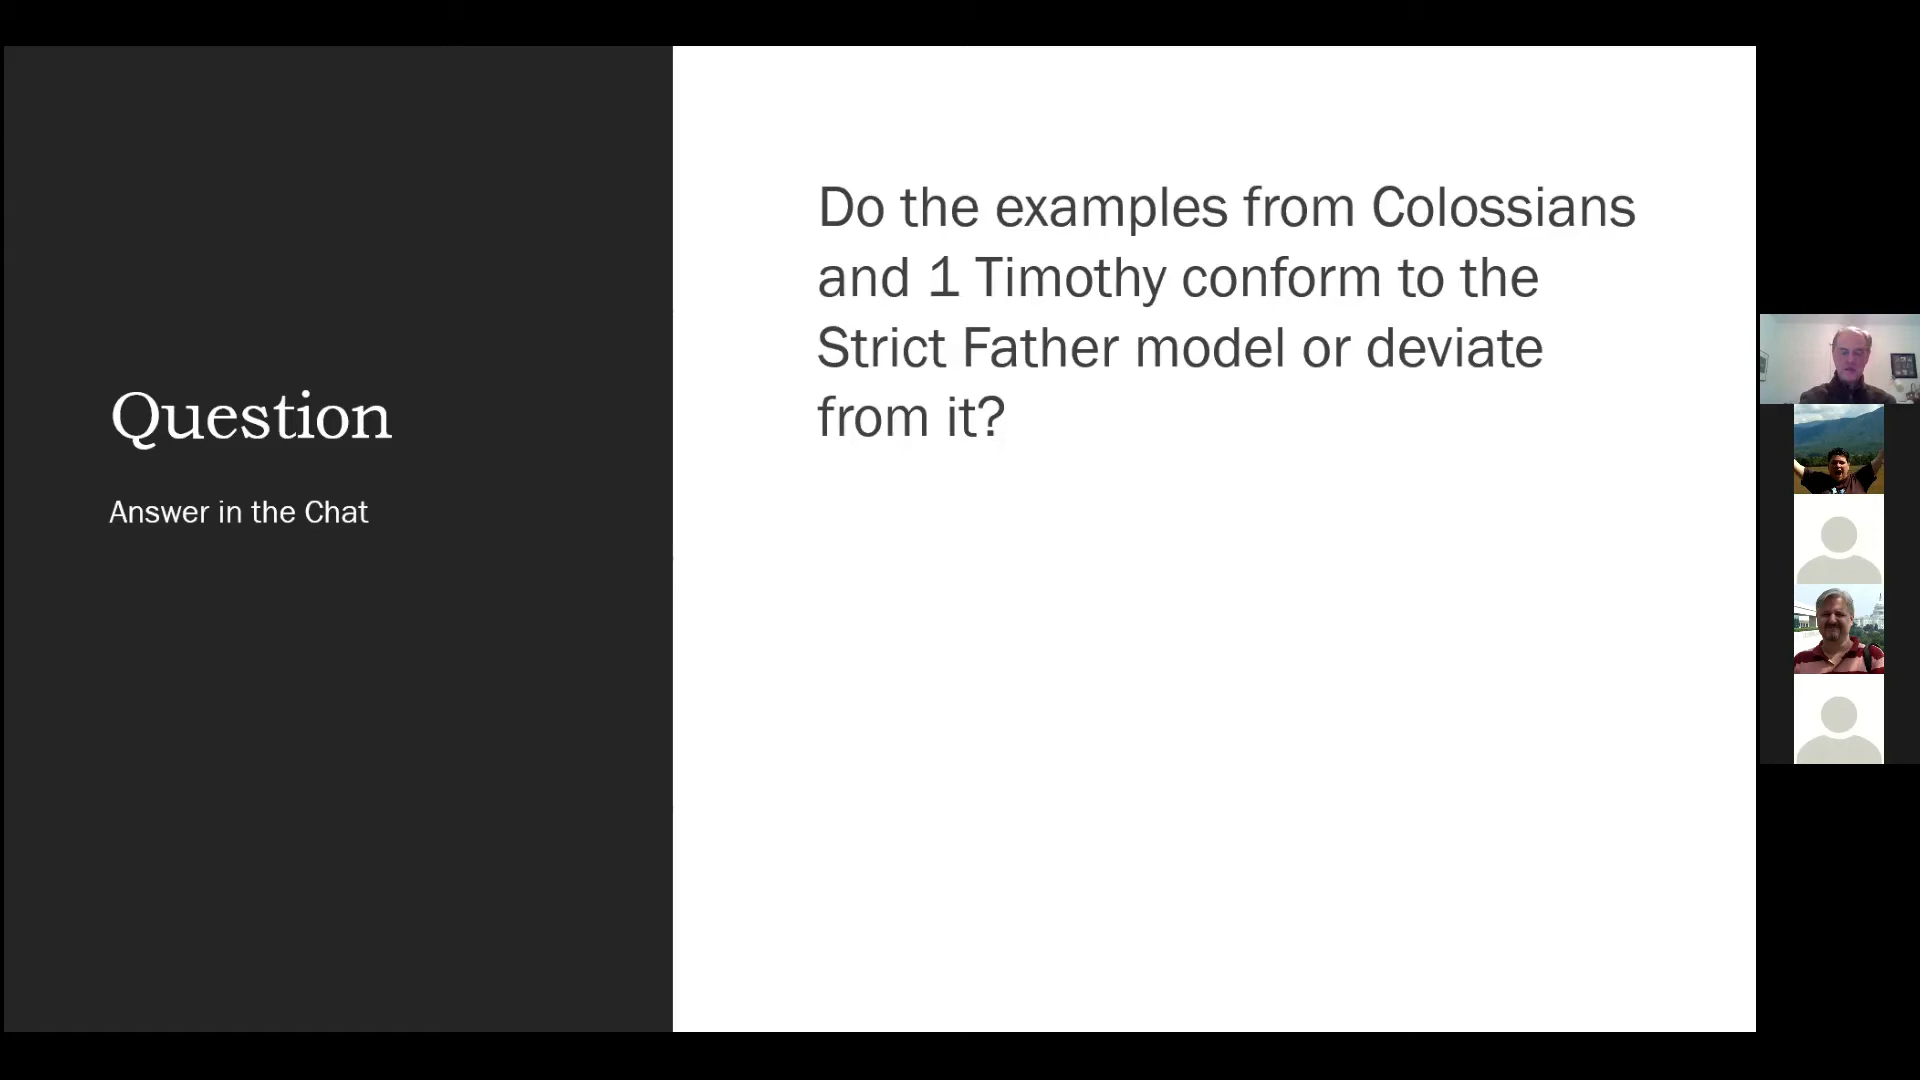 Question
Answer in the Chat
Do the examples from Colossians
and 1 Timothy conform to the
Strict Father model or deviate
from it?